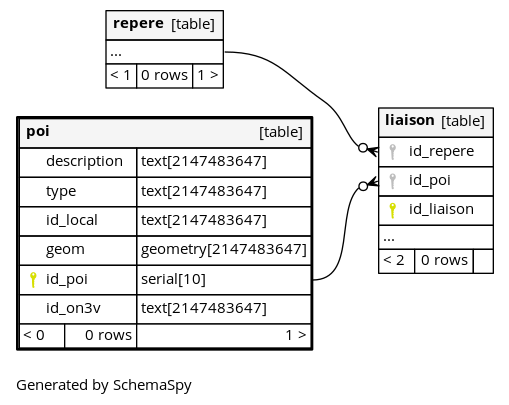 repere [table]
...
< 1 0 rows 1 >
poi [table]
description text[2147483647]
type text[2147483647]
id_local text[2147483647]
geom geometry[2147483647]
id_poi serial[10]
id_on3v text[2147483647]
< 0 0 rows 1 >
liaison [table]
id_repere
id_poi
id_liaison
...
< 2 0 rows
Generated by SchemaSpy